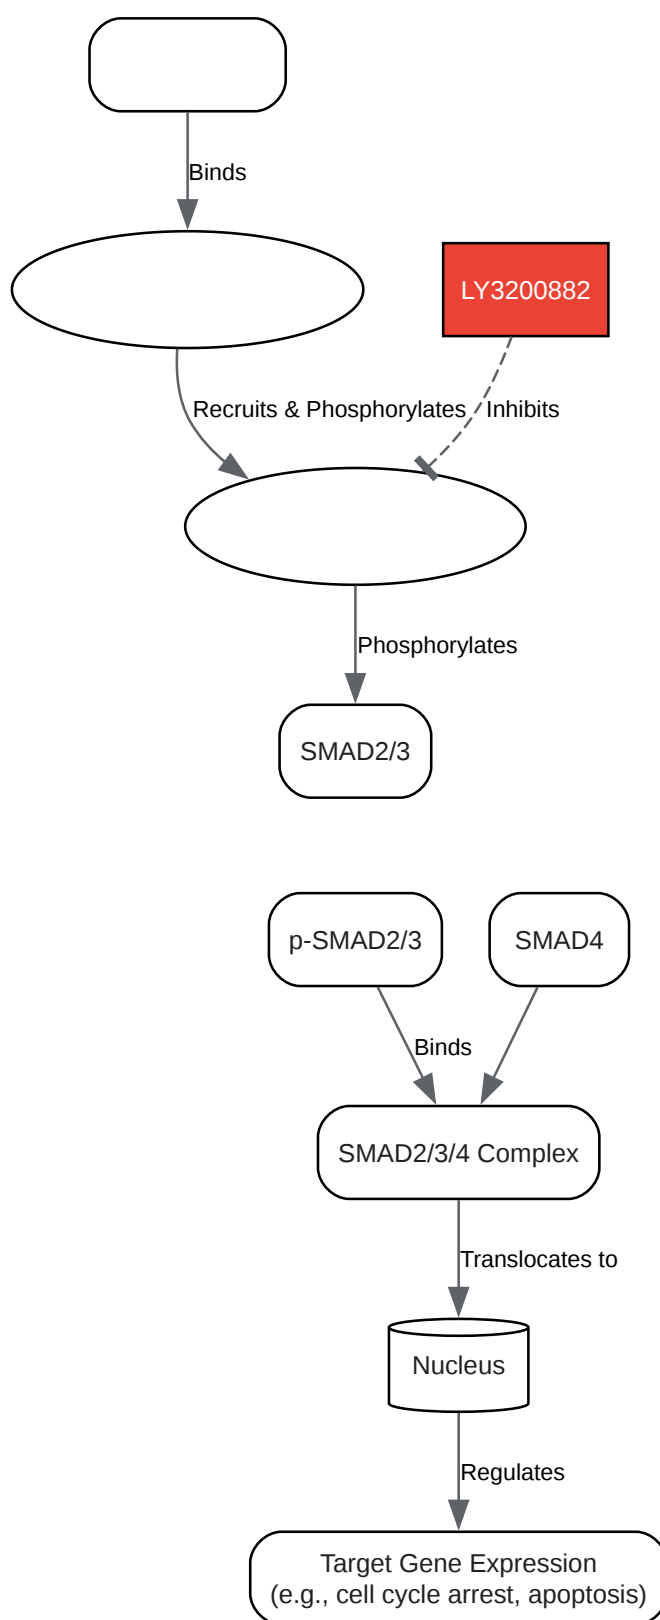 Binds
LY3200882
Recruits & Phosphorylates
Inhibits
Phosphorylates
SMAD2/3
p-SMAD2/3
SMAD4
Binds
SMAD2/3/4 Complex
Translocates to
Nucleus
Regulates
Target Gene Expression
(e.g., cell cycle arrest, apoptosis)